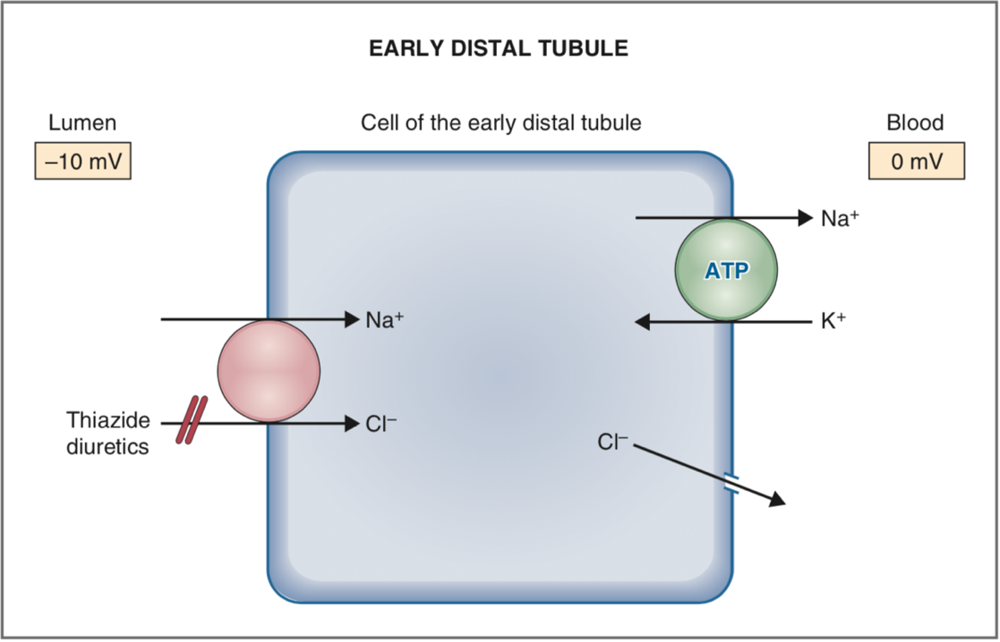 EARLY DISTAL TUBULE
Lumen
Cell of the early distal tubule
Blood
–10 mV
0 mV
Na⁺
ATP
Na⁺
K⁺
Thiazide
diuretics
Cl⁻
Cl⁻